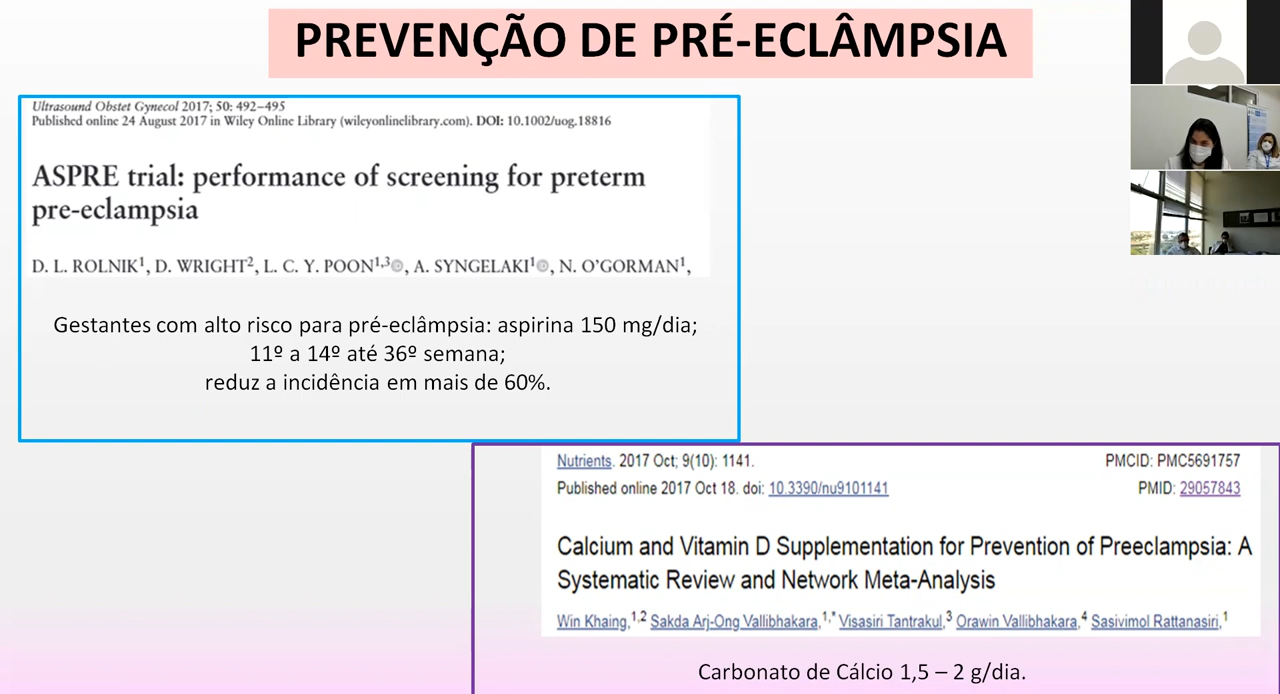 PREVENÇÃO DE PRÉ-ECLÂMPSIA
Ultrasound Obstet Gynecol 2017; 50: 492–495
Published online 24 August 2017 in Wiley Online Library (wileyonlinelibrary.com). DOI: 10.1002/uog.18816
ASPRE trial: performance of screening for preterm
pre-eclampsia
D. L. ROLNIK¹, D. WRIGHT², L. C. Y. POON¹,³, A. SYNGELAKI¹, N. O'GORMAN¹,
Gestantes com alto risco para pré-eclâmpsia: aspirina 150 mg/dia;
11º a 14º até 36º semana;
reduz a incidência em mais de 60%.
Nutrients. 2017 Oct; 9(10): 1141. PMCID: PMC5691757
Published online 2017 Oct 18. doi: 10.3390/nu9101141 PMID: 29057843
Calcium and Vitamin D Supplementation for Prevention of Preeclampsia: A
Systematic Review and Network Meta-Analysis
Win Khaing,¹,² Sakda Arj-Ong Vallibhakara,¹,* Visasiri Tantrakul,³ Orawin Vallibhakara,⁴ Sasivimol Rattanasiri,¹
Carbonato de Cálcio 1,5 – 2 g/dia.